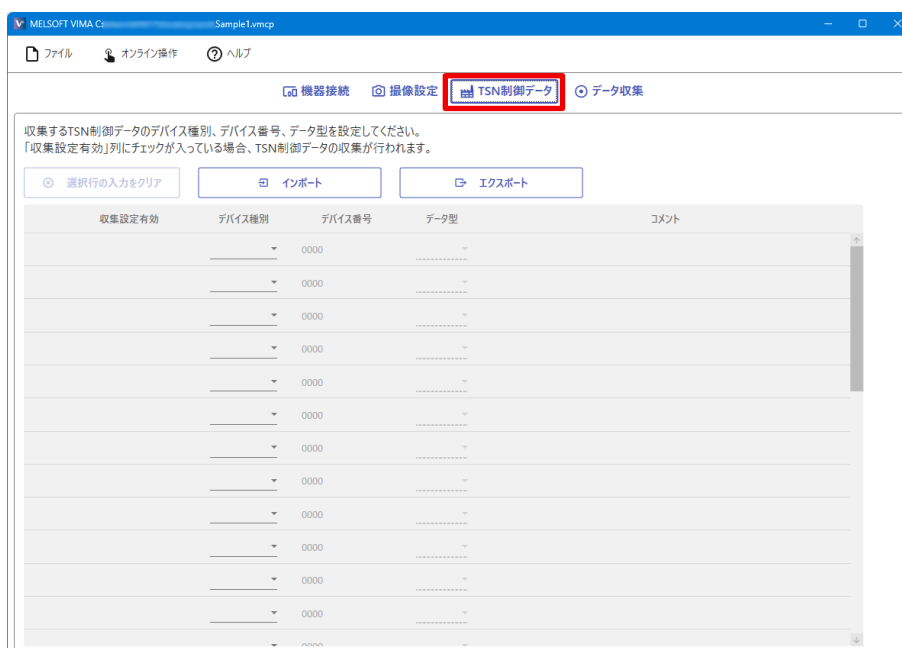 MELSOFT VIMA C: Sample1.vmcp
ファイル オンライン操作 ヘルプ
機器接続 撮像設定 TSN制御データ データ収集
収集するTSN制御データのデバイス種別、デバイス番号、データ型を設定してください。
「収集設定有効」列にチェックが入っている場合、TSN制御データの収集が行われます。
選択行の入力をクリア インポート エクスポート
収集設定有効 デバイス種別 デバイス番号 データ型 コメント
0000
0000
0000
0000
0000
0000
0000
0000
0000
0000
0000
0000
0000